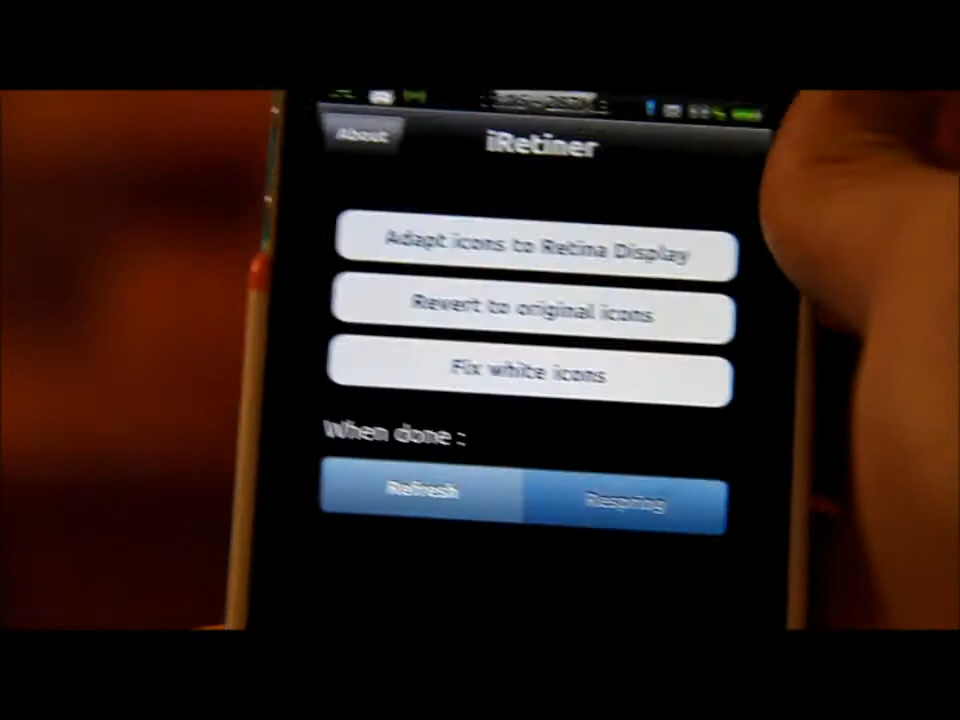 About
iRetiner
Adapt icons to Retina Display
Revert to original icons
Fix white icons
When done :
Refresh
Respring